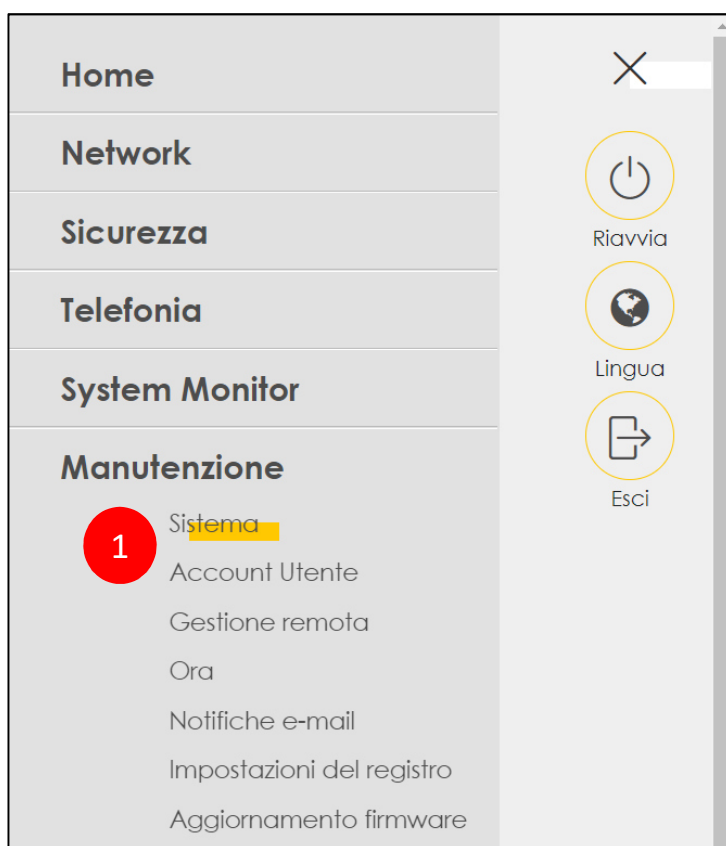 Home
Network
Sicurezza
Telefonia
System Monitor
Manutenzione
1
Sistema
Account Utente
Gestione remota
Ora
Notifiche e-mail
Impostazioni del registro
Aggiornamento firmware
Riavvia
Lingua
Esci